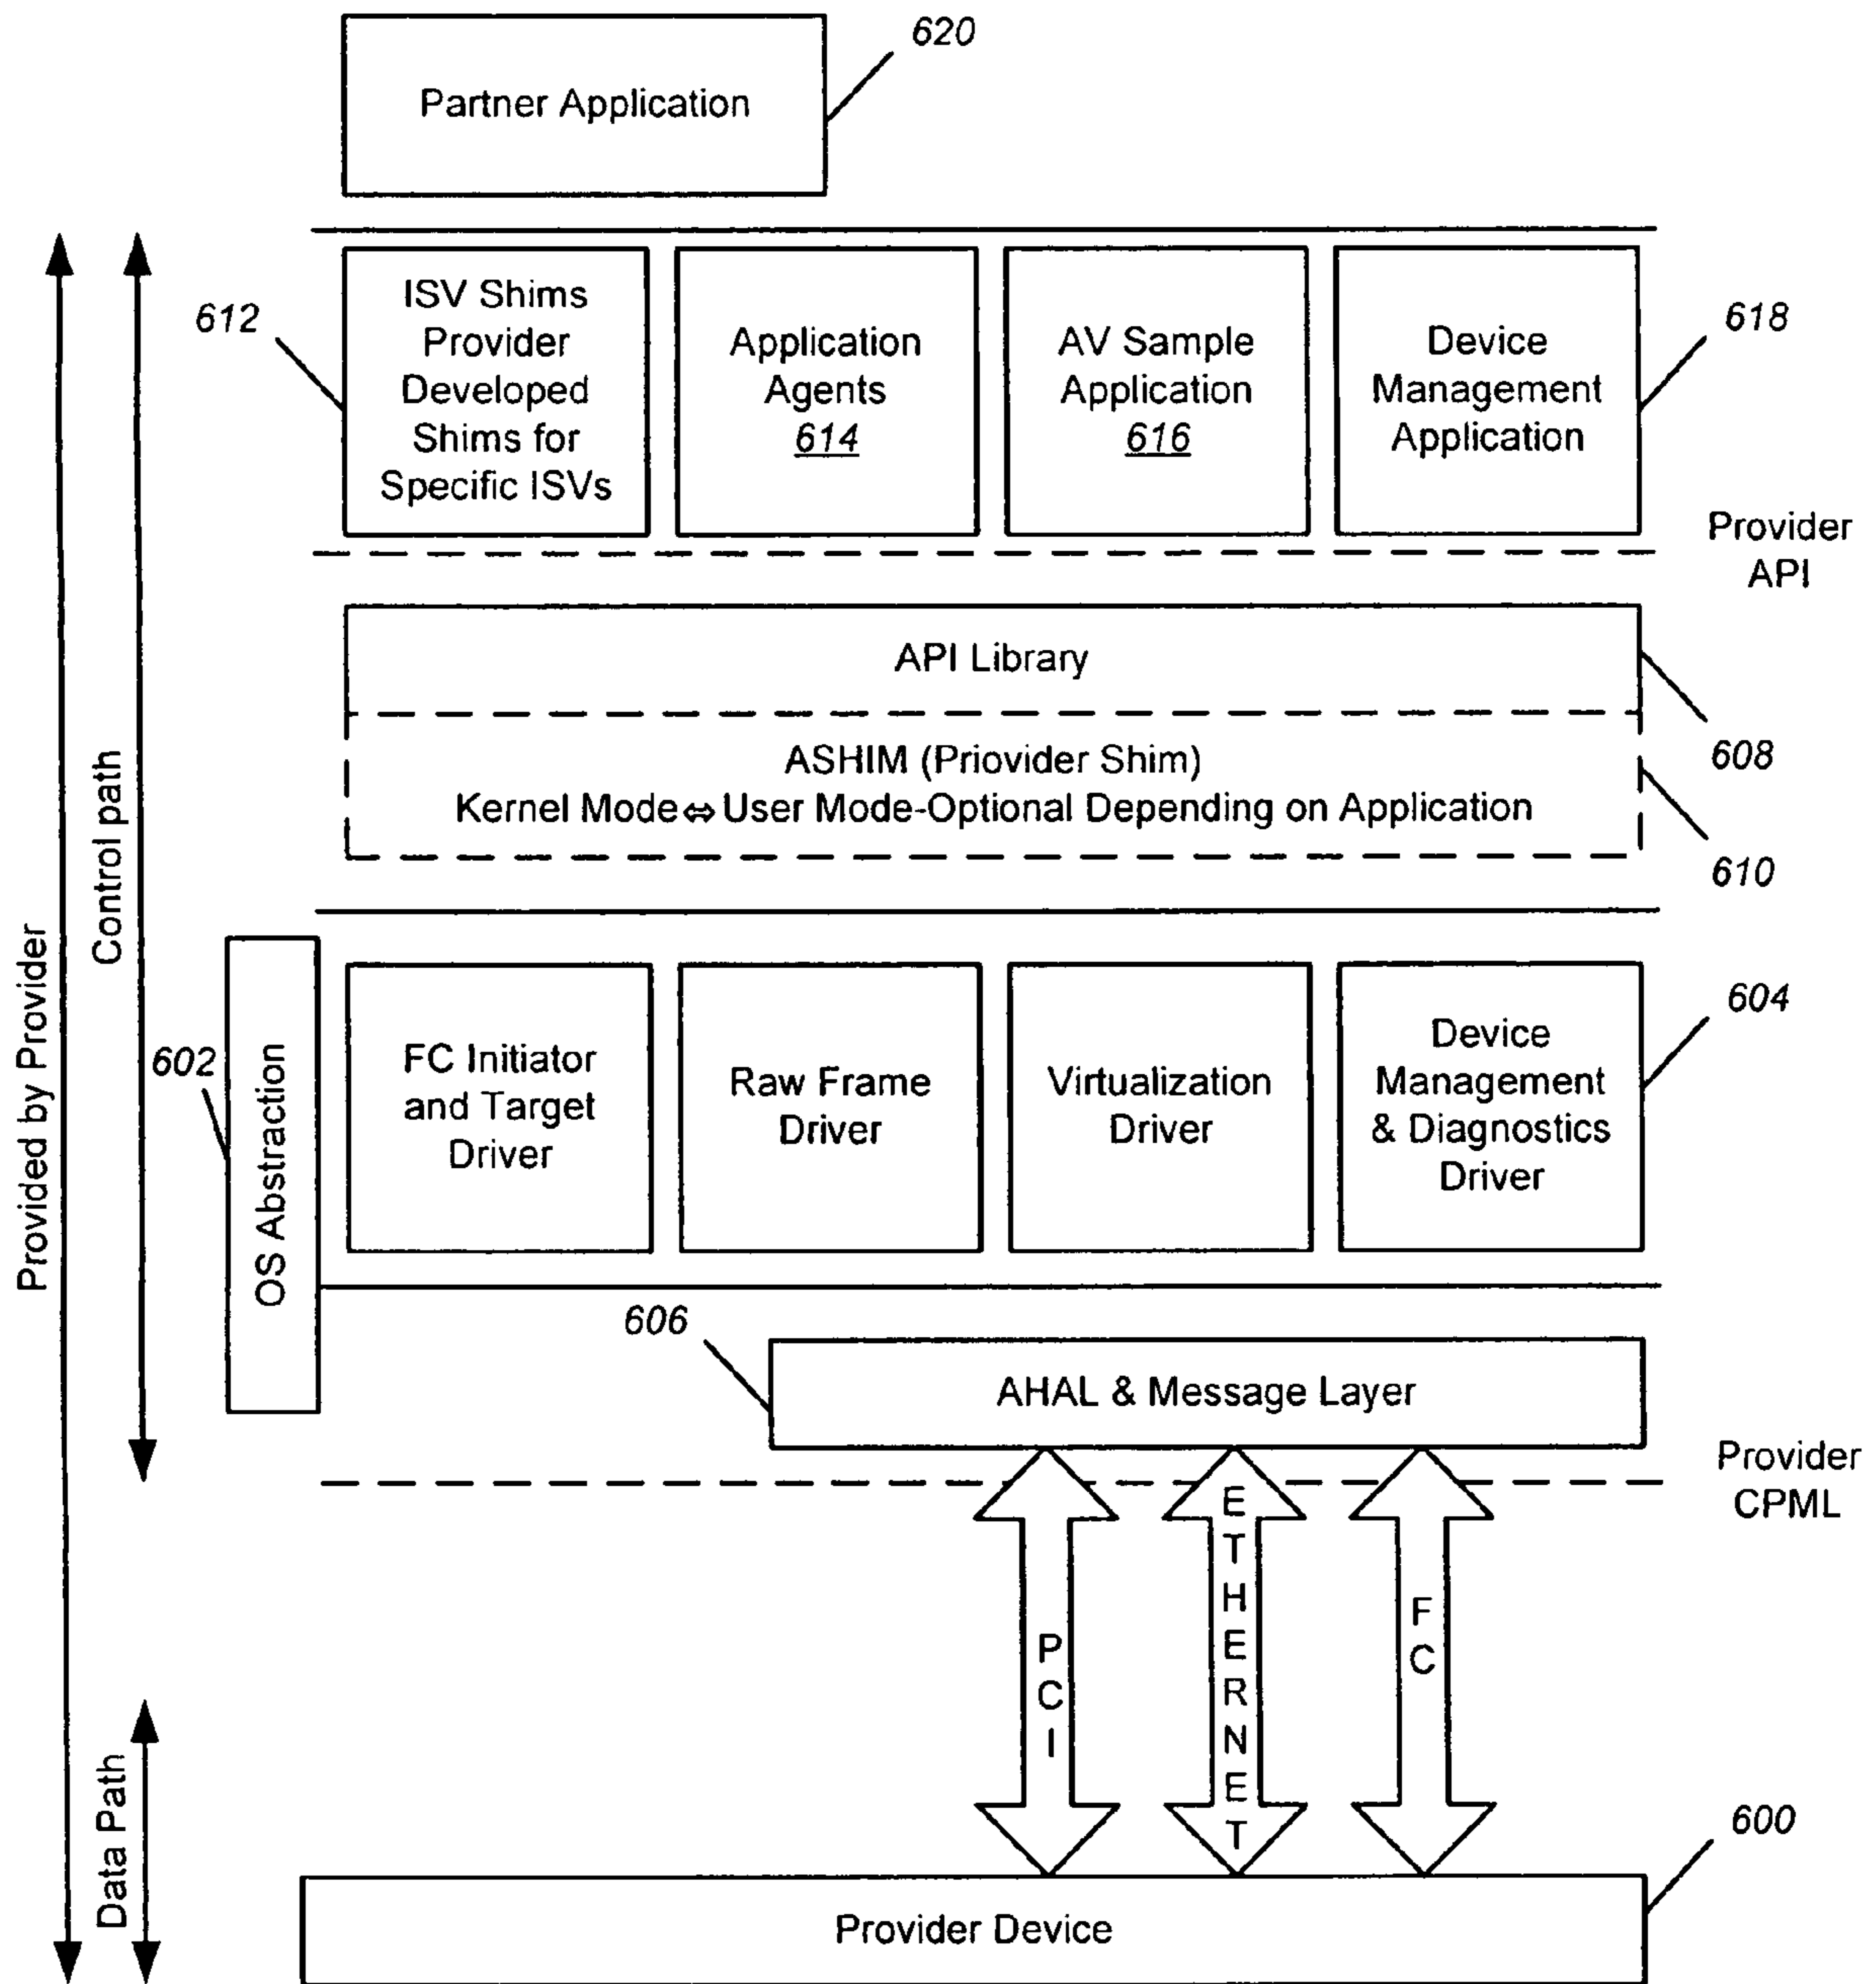 620
Partner Application
612
ISV Shims
Provider
Developed
Shims for
Specific ISVs
Application
Agents
614
AV Sample
Application
616
Device
Management
Application
618
Provider
API
API Library
608
ASHIM (Priovider Shim)
Kernel Mode⇔User Mode-Optional Depending on Application
610
Provided by Provider
Control path
602
OS Abstraction
FC Initiator
and Target
Driver
Raw Frame
Driver
Virtualization
Driver
Device
Management
& Diagnostics
Driver
604
606
AHAL & Message Layer
Provider
CPML
PCI
ETHERNET
FC
Data Path
600
Provider Device